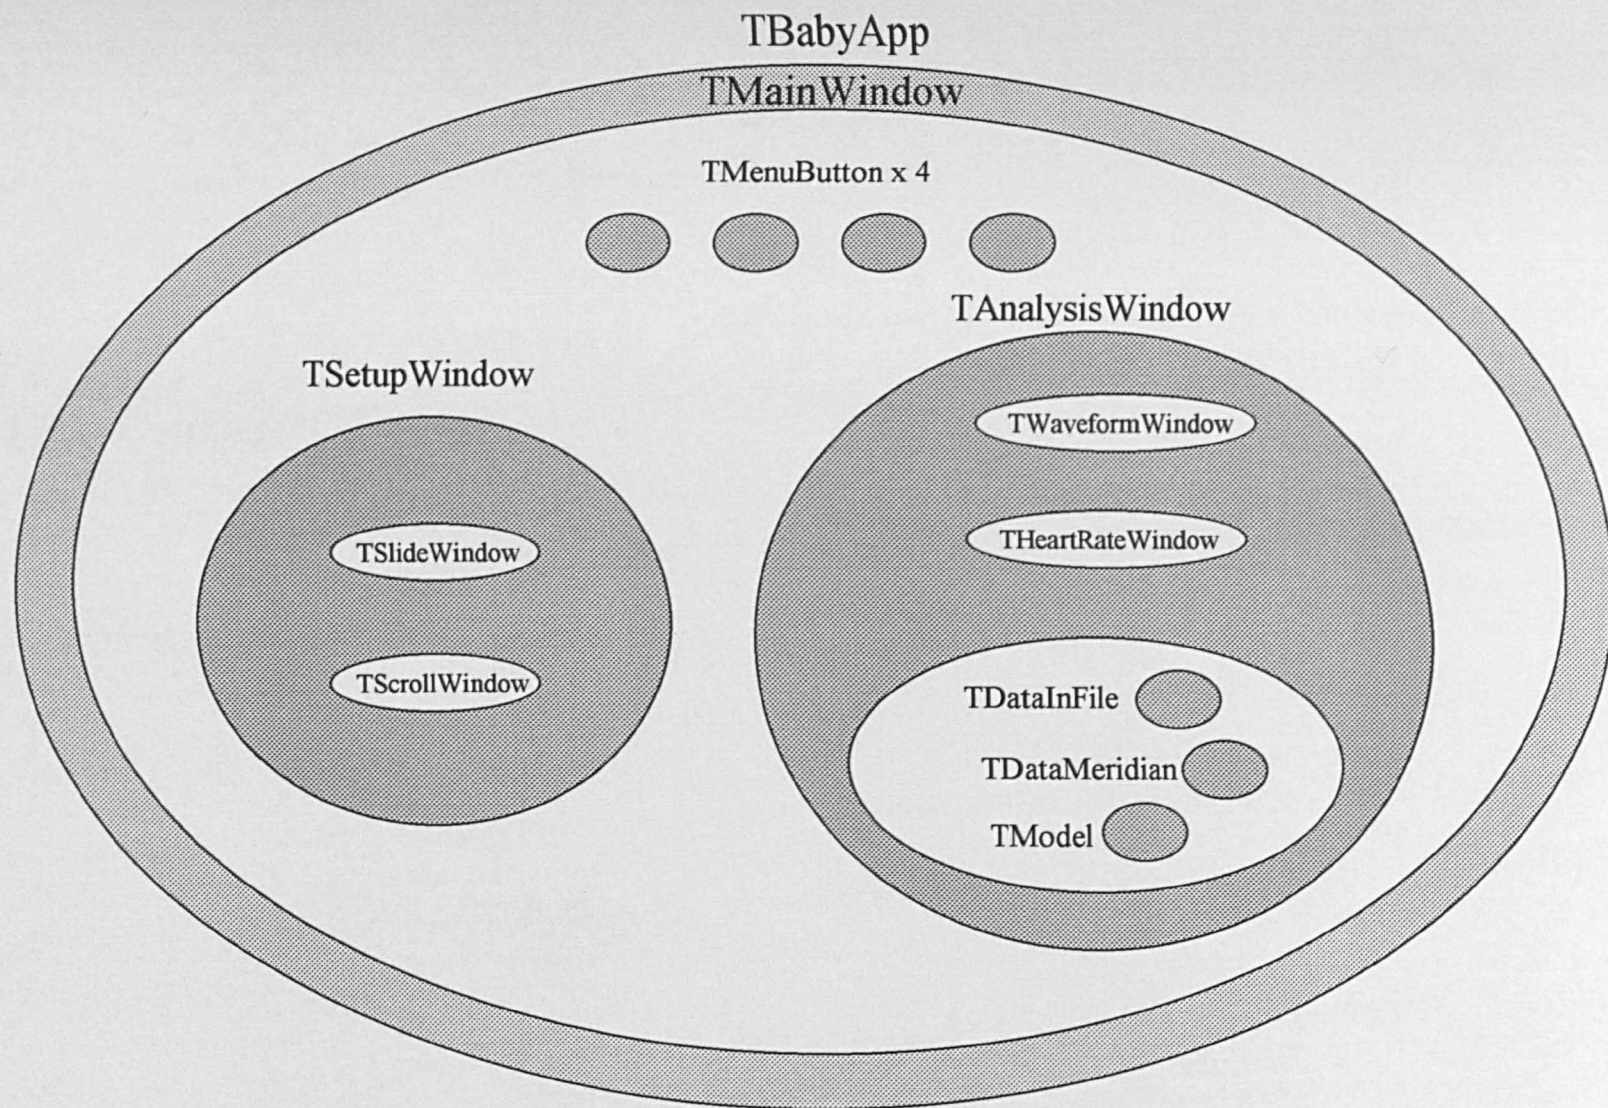 TBabyApp
TMainWindow
TMenuButton x 4
TAnalysisWindow
TSetupWindow
TWaveformWindow
THeartRateWindow
TSlideWindow
TScrollWindow
TDataInFile
TDataMeridian
TModel